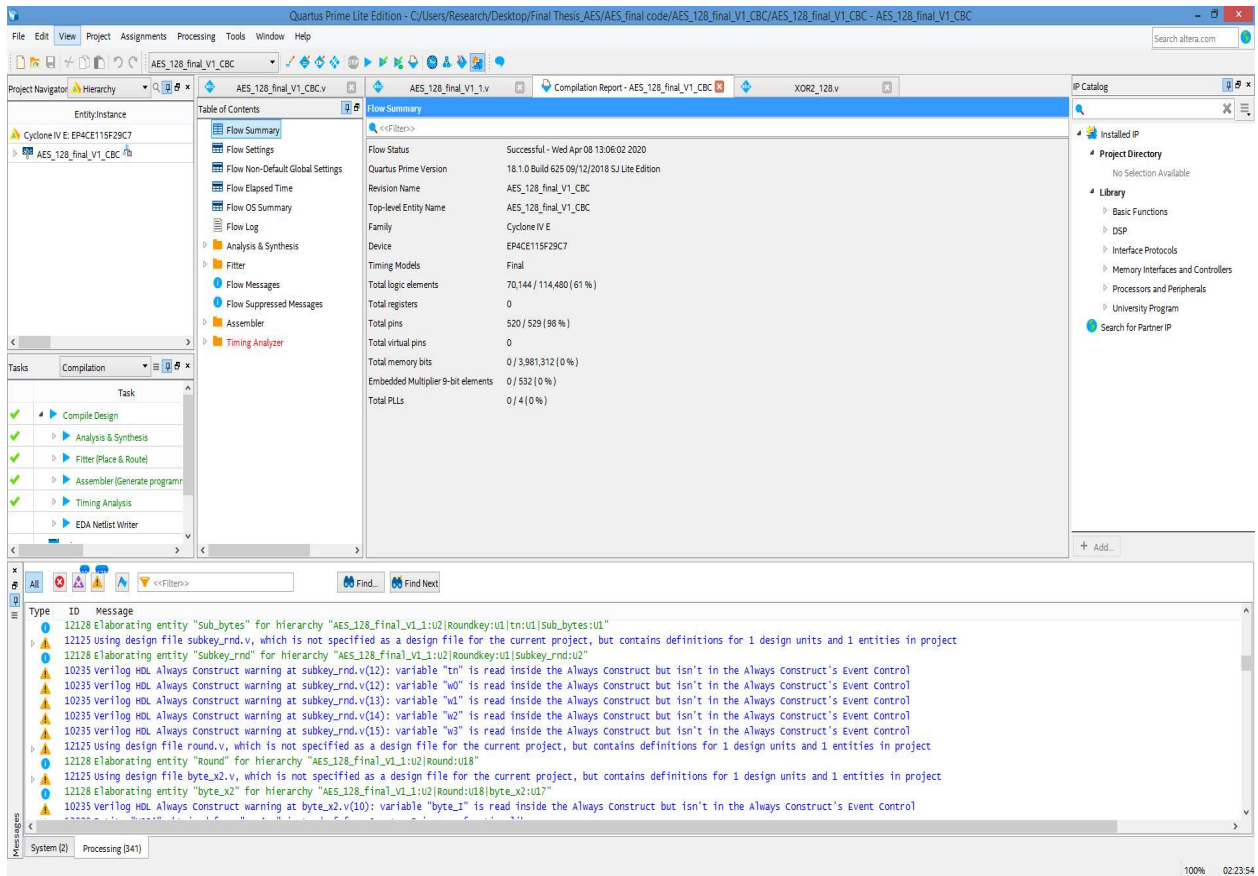 Quartus Prime Lite Edition - C:/Users/Research/Desktop/Final Thesis_AES/AES_final code/AES_128_final_V1_CBC/AES_128_final_V1_CBC - AES_128_final_V1_CBC
File Edit View Project Assignments Processing Tools Window Help
Search altera.com
AES_128_final_V1_CBC
Project Navigator Hierarchy
Entity:Instance
Cyclone IV E: EP4CE115F29C7
AES_128_final_V1_CBC
Tasks Compilation
Task
Compile Design
Analysis & Synthesis
Fitter (Place & Route)
Assembler (Generate programm
Timing Analysis
EDA Netlist Writer
AES_128_final_V1_CBC.v
AES_128_final_V1_1.v
Compilation Report - AES_128_final_V1_CBC
XOR2_128.v
Table of Contents
Flow Summary
Flow Settings
Flow Non-Default Global Settings
Flow Elapsed Time
Flow OS Summary
Flow Log
Analysis & Synthesis
Fitter
Flow Messages
Flow Suppressed Messages
Assembler
Timing Analyzer
Flow Summary
<<Filter>>
Flow Status Successful - Wed Apr 08 13:06:02 2020
Quartus Prime Version 18.1.0 Build 625 09/12/2018 SJ Lite Edition
Revision Name AES_128_final_V1_CBC
Top-level Entity Name AES_128_final_V1_CBC
Family Cyclone IV E
Device EP4CE115F29C7
Timing Models Final
Total logic elements 70,144 / 114,480 ( 61 % )
Total registers 0
Total pins 520 / 529 ( 98 % )
Total virtual pins 0
Total memory bits 0 / 3,981,312 ( 0 % )
Embedded Multiplier 9-bit elements 0 / 532 ( 0 % )
Total PLLs 0 / 4 ( 0 % )
IP Catalog
Installed IP
Project Directory
No Selection Available
Library
Basic Functions
DSP
Interface Protocols
Memory Interfaces and Controllers
Processors and Peripherals
University Program
Search for Partner IP
+ Add...
All <<Filter>> Find... Find Next
Type ID Message
12128 Elaborating entity "Sub_bytes" for hierarchy "AES_128_final_V1_1:U2|Roundkey:U1|tn:U1|Sub_bytes:U1"
12125 Using design file subkey_rnd.v, which is not specified as a design file for the current project, but contains definitions for 1 design units and 1 entities in project
12128 Elaborating entity "Subkey_rnd" for hierarchy "AES_128_final_V1_1:U2|Roundkey:U1|Subkey_rnd:U2"
10235 Verilog HDL Always Construct warning at subkey_rnd.v(12): variable "tn" is read inside the Always Construct but isn't in the Always Construct's Event Control
10235 Verilog HDL Always Construct warning at subkey_rnd.v(12): variable "w0" is read inside the Always Construct but isn't in the Always Construct's Event Control
10235 Verilog HDL Always Construct warning at subkey_rnd.v(13): variable "w1" is read inside the Always Construct but isn't in the Always Construct's Event Control
10235 Verilog HDL Always Construct warning at subkey_rnd.v(14): variable "w2" is read inside the Always Construct but isn't in the Always Construct's Event Control
10235 Verilog HDL Always Construct warning at subkey_rnd.v(15): variable "w3" is read inside the Always Construct but isn't in the Always Construct's Event Control
12125 Using design file round.v, which is not specified as a design file for the current project, but contains definitions for 1 design units and 1 entities in project
12128 Elaborating entity "Round" for hierarchy "AES_128_final_V1_1:U2|Round:U18"
12125 Using design file byte_x2.v, which is not specified as a design file for the current project, but contains definitions for 1 design units and 1 entities in project
12128 Elaborating entity "byte_x2" for hierarchy "AES_128_final_V1_1:U2|Round:U18|byte_x2:U17"
10235 Verilog HDL Always Construct warning at byte_x2.v(10): variable "byte_I" is read inside the Always Construct but isn't in the Always Construct's Event Control
Messages
System (2) Processing (341)
100% 02:23:54